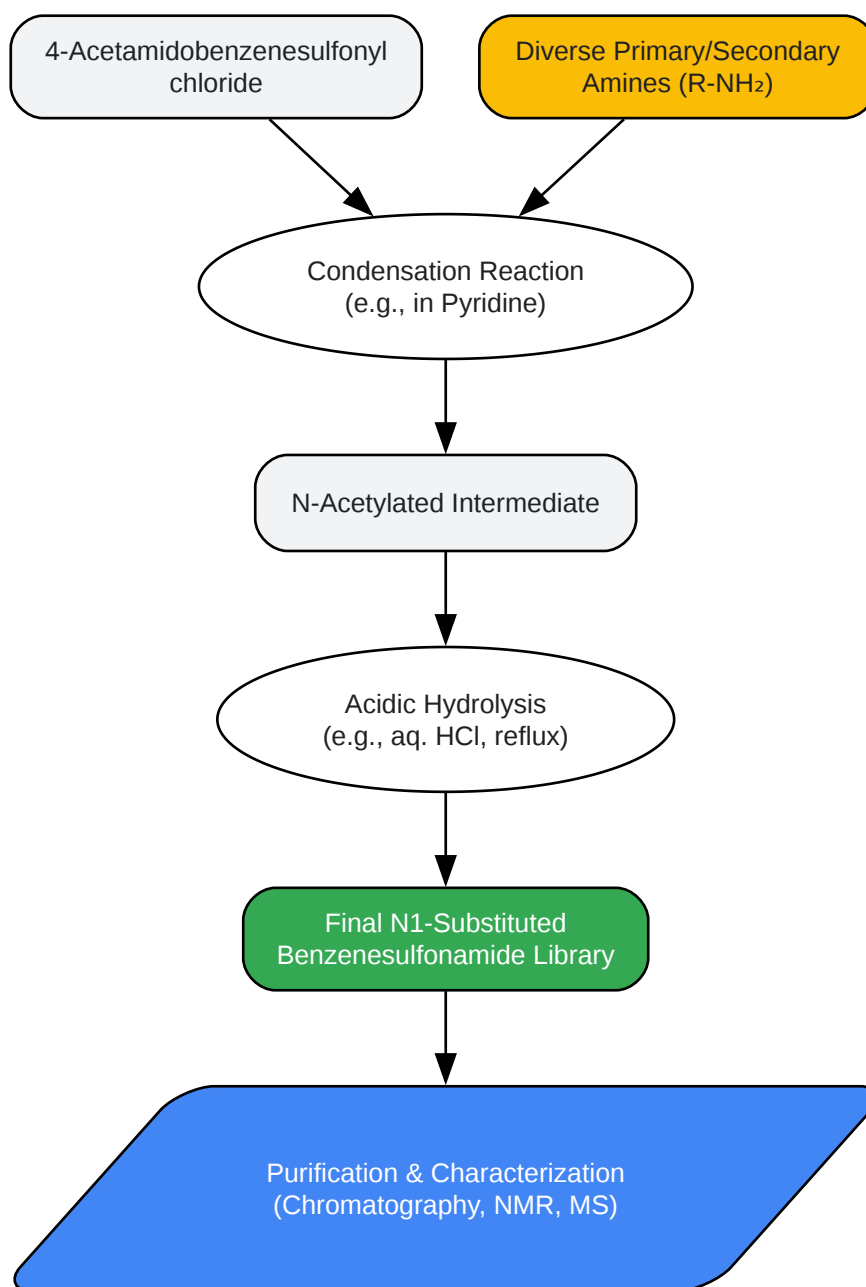 4-Acetamidobenzenesulfonyl
chloride
Diverse Primary/Secondary
Amines (R-NH₂)
Condensation Reaction
(e.g., in Pyridine)
N-Acetylated Intermediate
Acidic Hydrolysis
(e.g., aq. HCl, reflux)
Final N1-Substituted
Benzenesulfonamide Library
Purification & Characterization
(Chromatography, NMR, MS)